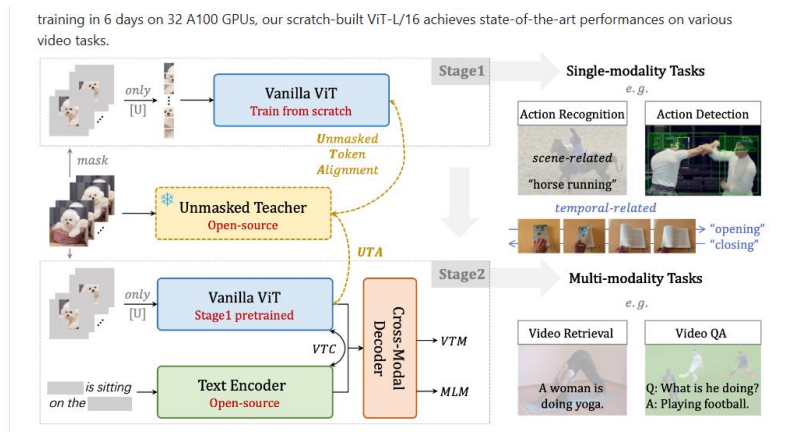 training in 6 days on 32 A100 GPUs, our scratch-built ViT-L/16 achieves state-of-the-art performances on various
video tasks.
Stage1
only
[U]
Vanilla ViT
Train from scratch
Unmasked
Token
Alignment
mask
Unmasked Teacher
Open-source
UTA
Stage2
only
[U]
Vanilla ViT
Stage1 pretrained
VTC
is sitting
on the
Text Encoder
Open-source
Cross-Modal
Decoder
VTM
MLM
Single-modality Tasks
e.g.
Action Recognition
Action Detection
scene-related
“horse running”
temporal-related
“opening”
“closing”
Multi-modality Tasks
e.g.
Video Retrieval
Video QA
A woman is
doing yoga.
Q: What is he doing?
A: Playing football.